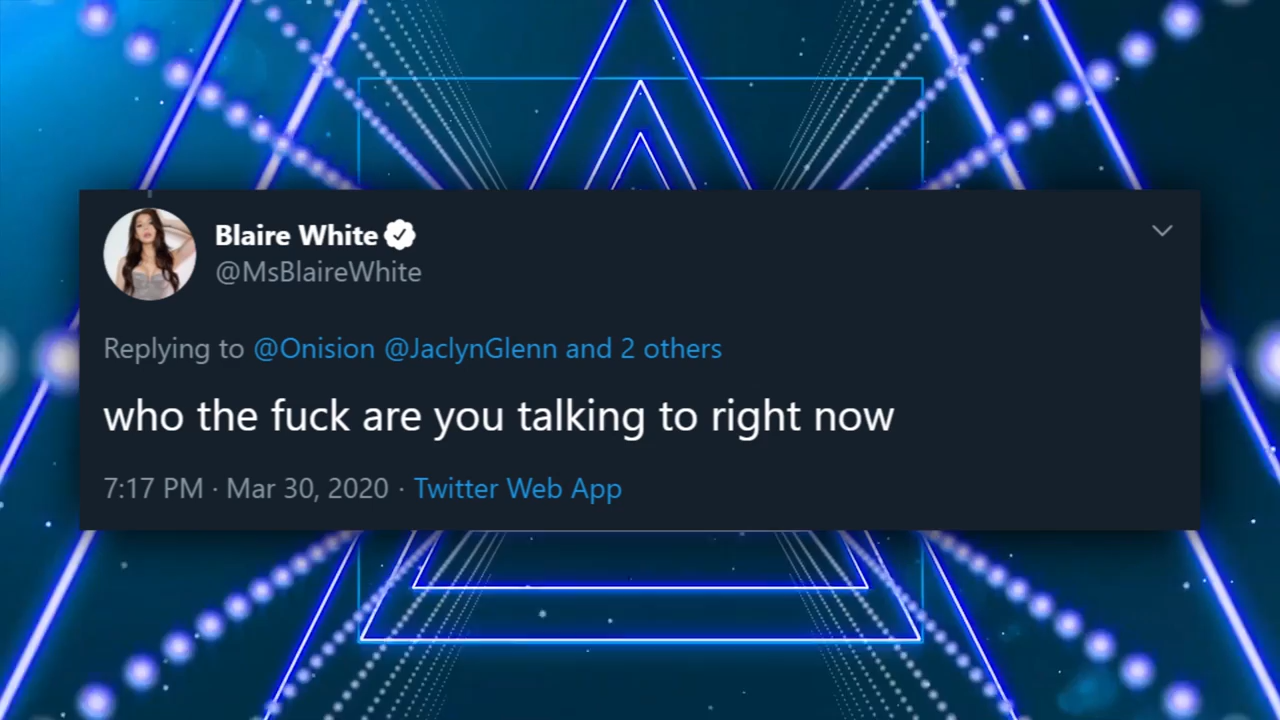 Blaire White
@MsBlaireWhite
Replying to @Onision @JaclynGlenn and 2 others
who the fuck are you talking to right now
7:17 PM · Mar 30, 2020 · Twitter Web App